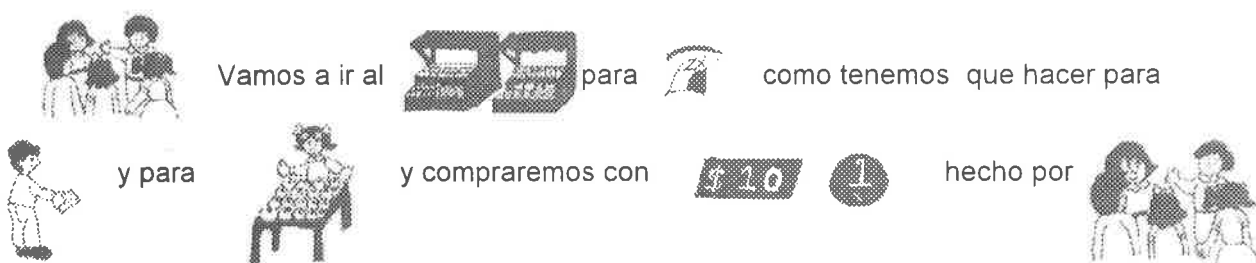 Vamos a ir al para como tenemos que hacer para
y para y compraremos con $ 10 1 hecho por